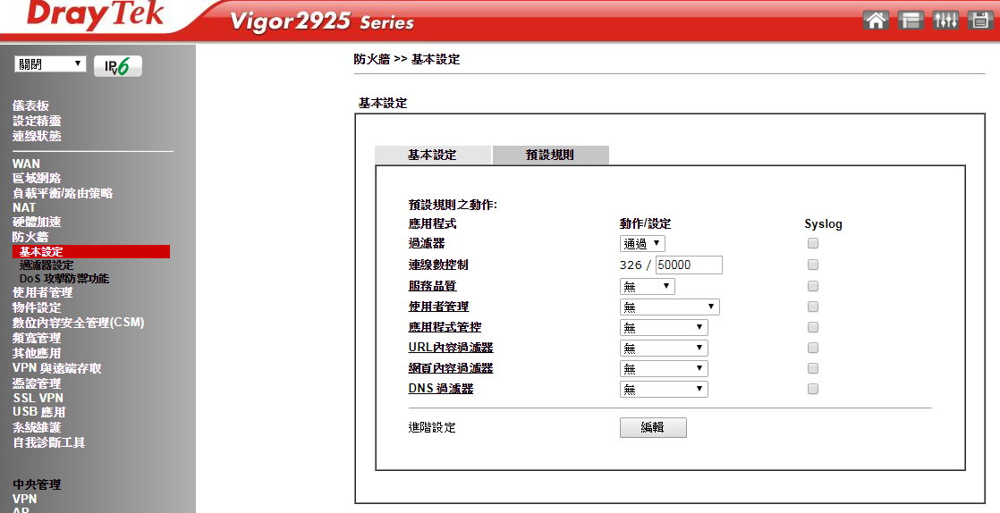 DrayTek Vigor2925 Series
關閉 IPv6
儀表板
設定精靈
連線狀態
WAN
區域網路
負載平衡/路由策略
NAT
硬體加速
防火牆
基本設定
過濾器設定
DoS 攻擊防禦功能
使用者管理
物件設定
數位內容安全管理(CSM)
頻寬管理
其他應用
VPN 與遠端存取
憑證管理
SSL VPN
USB 應用
系統維護
自我診斷工具
中央管理
VPN
AP
防火牆 >> 基本設定
基本設定
基本設定 預設規則
預設規則之動作:
應用程式 動作/設定 Syslog
過濾器 通過
連線數控制 326 / 50000
服務品質 無
使用者管理 無
應用程式管控 無
URL內容過濾器 無
網頁內容過濾器 無
DNS 過濾器 無
進階設定 編輯